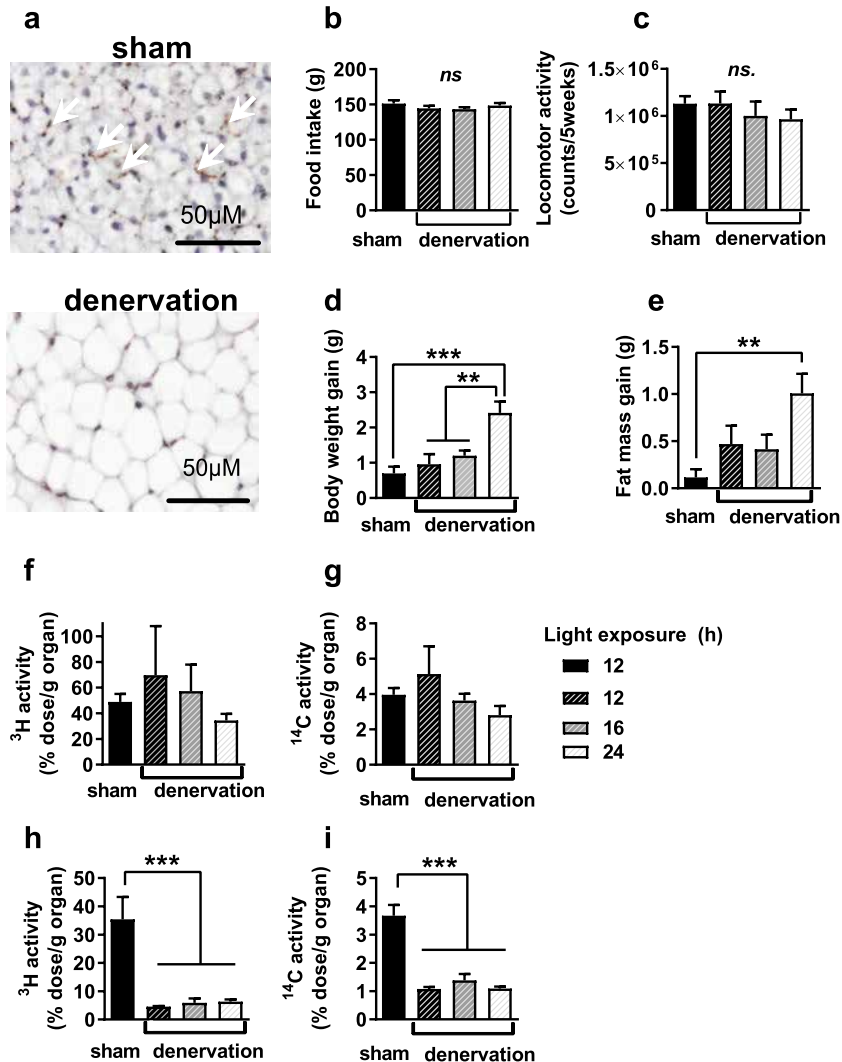 a
sham
50µM
denervation
50µM
b
Food intake (g)
200
150
100
50
0
ns
sham
denervation
c
Locomotor activity
(counts/5weeks)
1.5×10⁶
1×10⁶
5×10⁵
0
ns.
sham
denervation
d
Body weight gain (g)
4
3
2
1
0
***
**
sham
denervation
e
Fat mass gain (g)
1.5
1.0
0.5
0.0
**
sham
denervation
f
³H activity
(% dose/g organ)
100
80
60
40
20
0
sham
denervation
g
¹⁴C activity
(% dose/g organ)
8
6
4
2
0
sham
denervation
Light exposure (h)
12
12
16
24
h
³H activity
(% dose/g organ)
50
40
30
20
10
0
***
sham
denervation
i
¹⁴C activity
(% dose/g organ)
5
4
3
2
1
0
***
sham
denervation